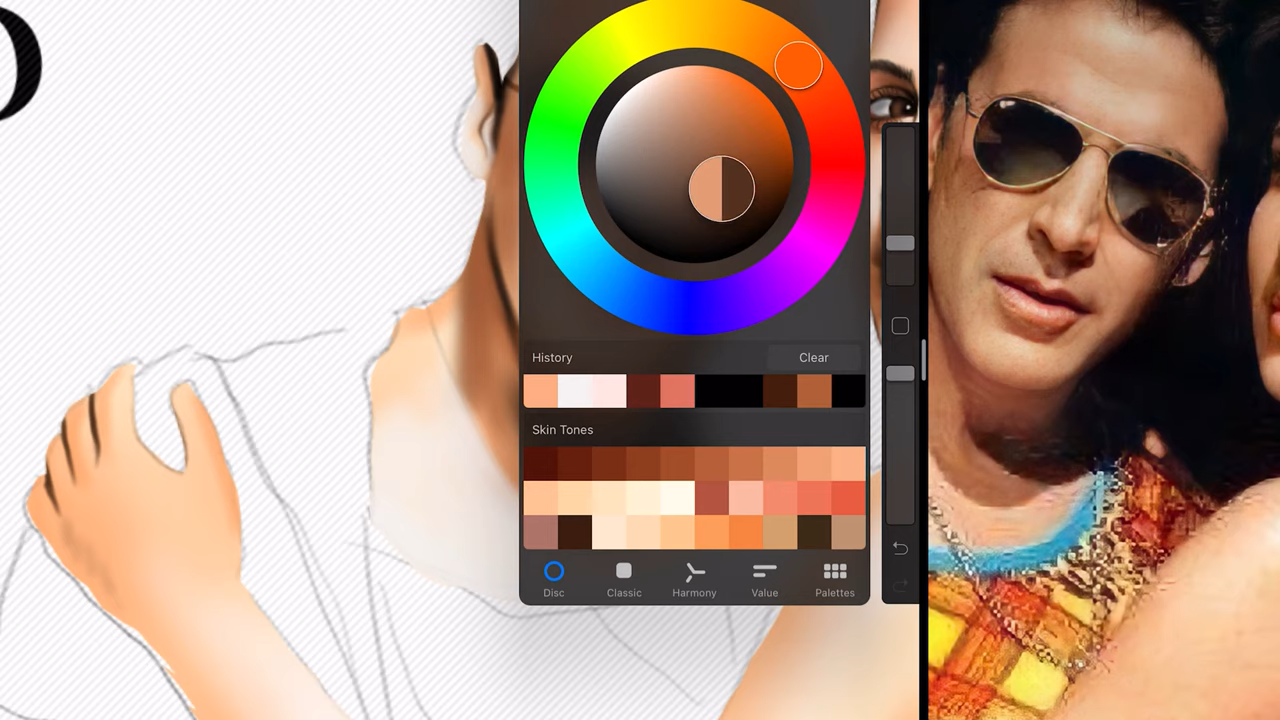 History
Clear
Skin Tones
Disc
Classic
Harmony
Value
Palettes